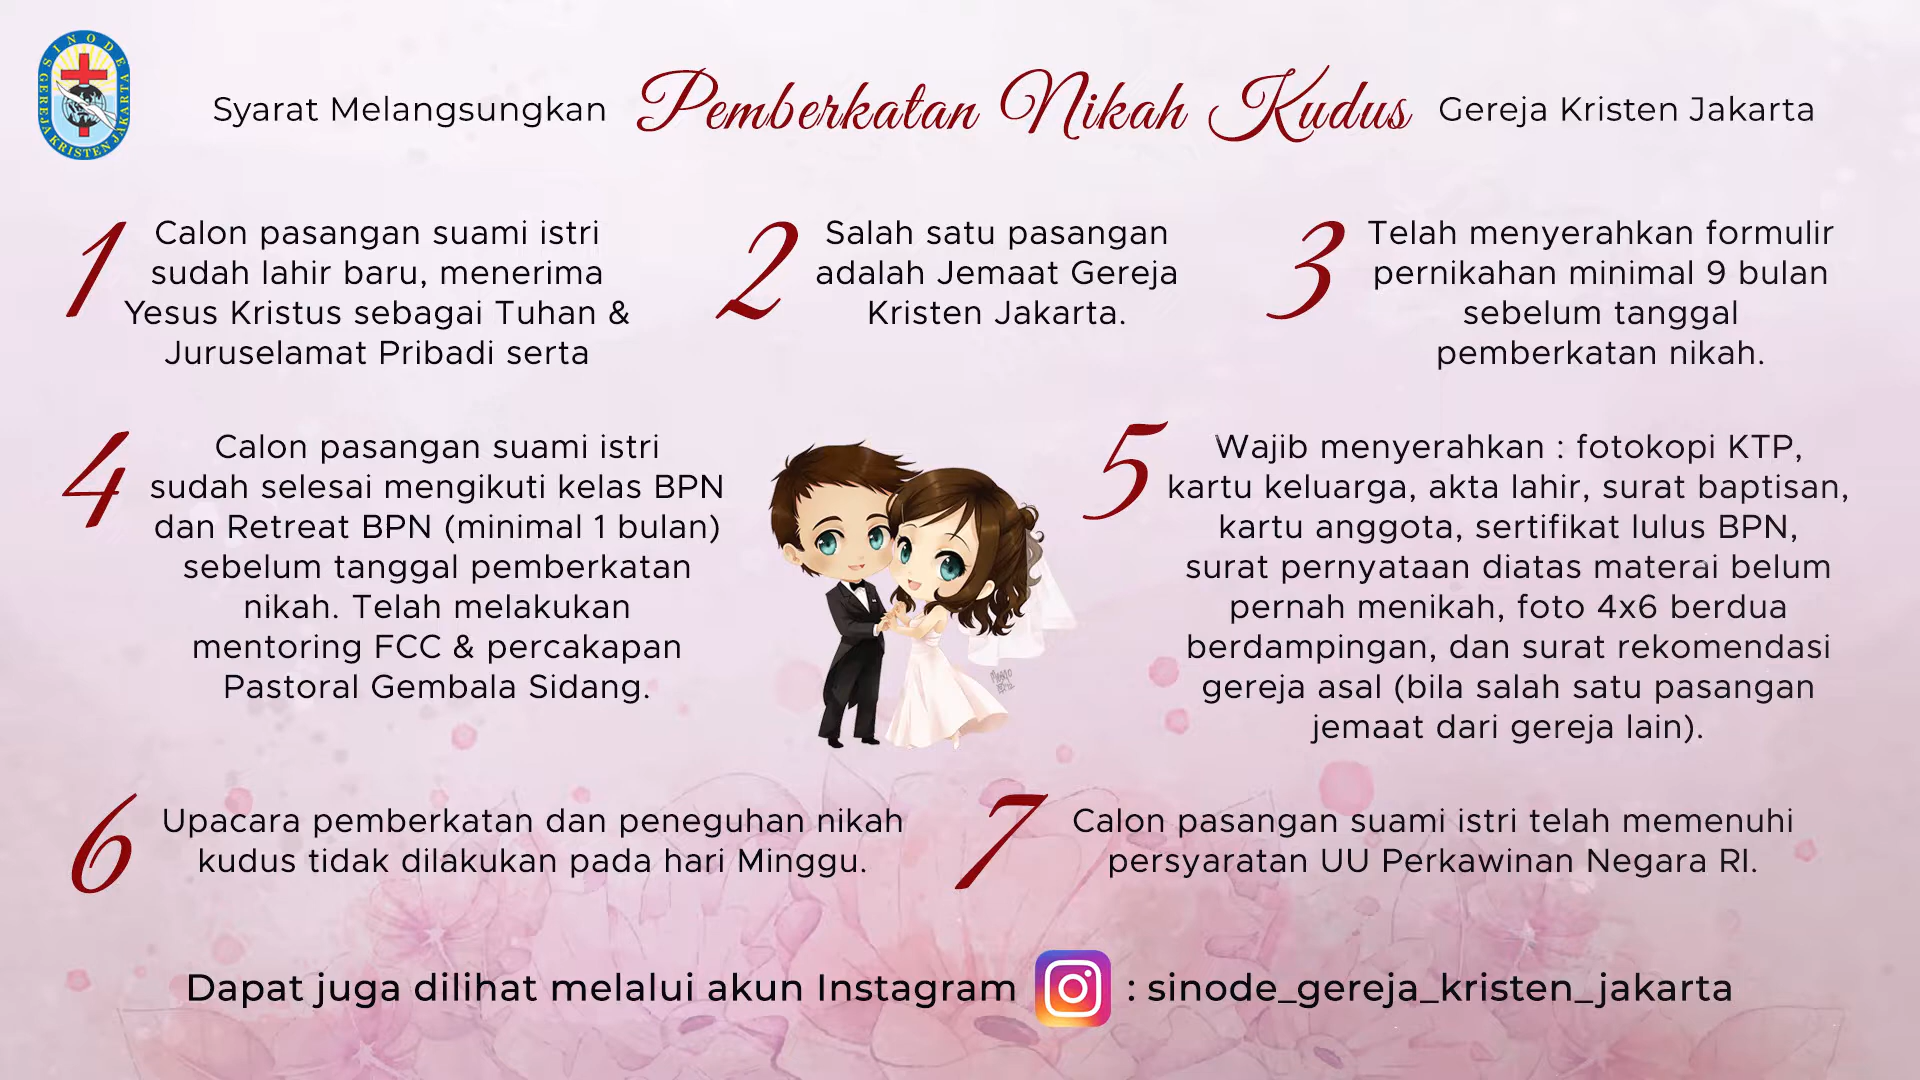 SINODE GEREJA KRISTEN JAKARTA
Syarat Melangsungkan Pemberkatan Nikah Kudus Gereja Kristen Jakarta
1
Calon pasangan suami istri
sudah lahir baru, menerima
Yesus Kristus sebagai Tuhan &
Juruselamat Pribadi serta
2
Salah satu pasangan
adalah Jemaat Gereja
Kristen Jakarta.
3
Telah menyerahkan formulir
pernikahan minimal 9 bulan
sebelum tanggal
pemberkatan nikah.
4
Calon pasangan suami istri
sudah selesai mengikuti kelas BPN
dan Retreat BPN (minimal 1 bulan)
sebelum tanggal pemberkatan
nikah. Telah melakukan
mentoring FCC & percakapan
Pastoral Gembala Sidang.
5
Wajib menyerahkan : fotokopi KTP,
kartu keluarga, akta lahir, surat baptisan,
kartu anggota, sertifikat lulus BPN,
surat pernyataan diatas materai belum
pernah menikah, foto 4x6 berdua
berdampingan, dan surat rekomendasi
gereja asal (bila salah satu pasangan
jemaat dari gereja lain).
6
Upacara pemberkatan dan peneguhan nikah
kudus tidak dilakukan pada hari Minggu.
7
Calon pasangan suami istri telah memenuhi
persyaratan UU Perkawinan Negara RI.
Dapat juga dilihat melalui akun Instagram : sinode_gereja_kristen_jakarta